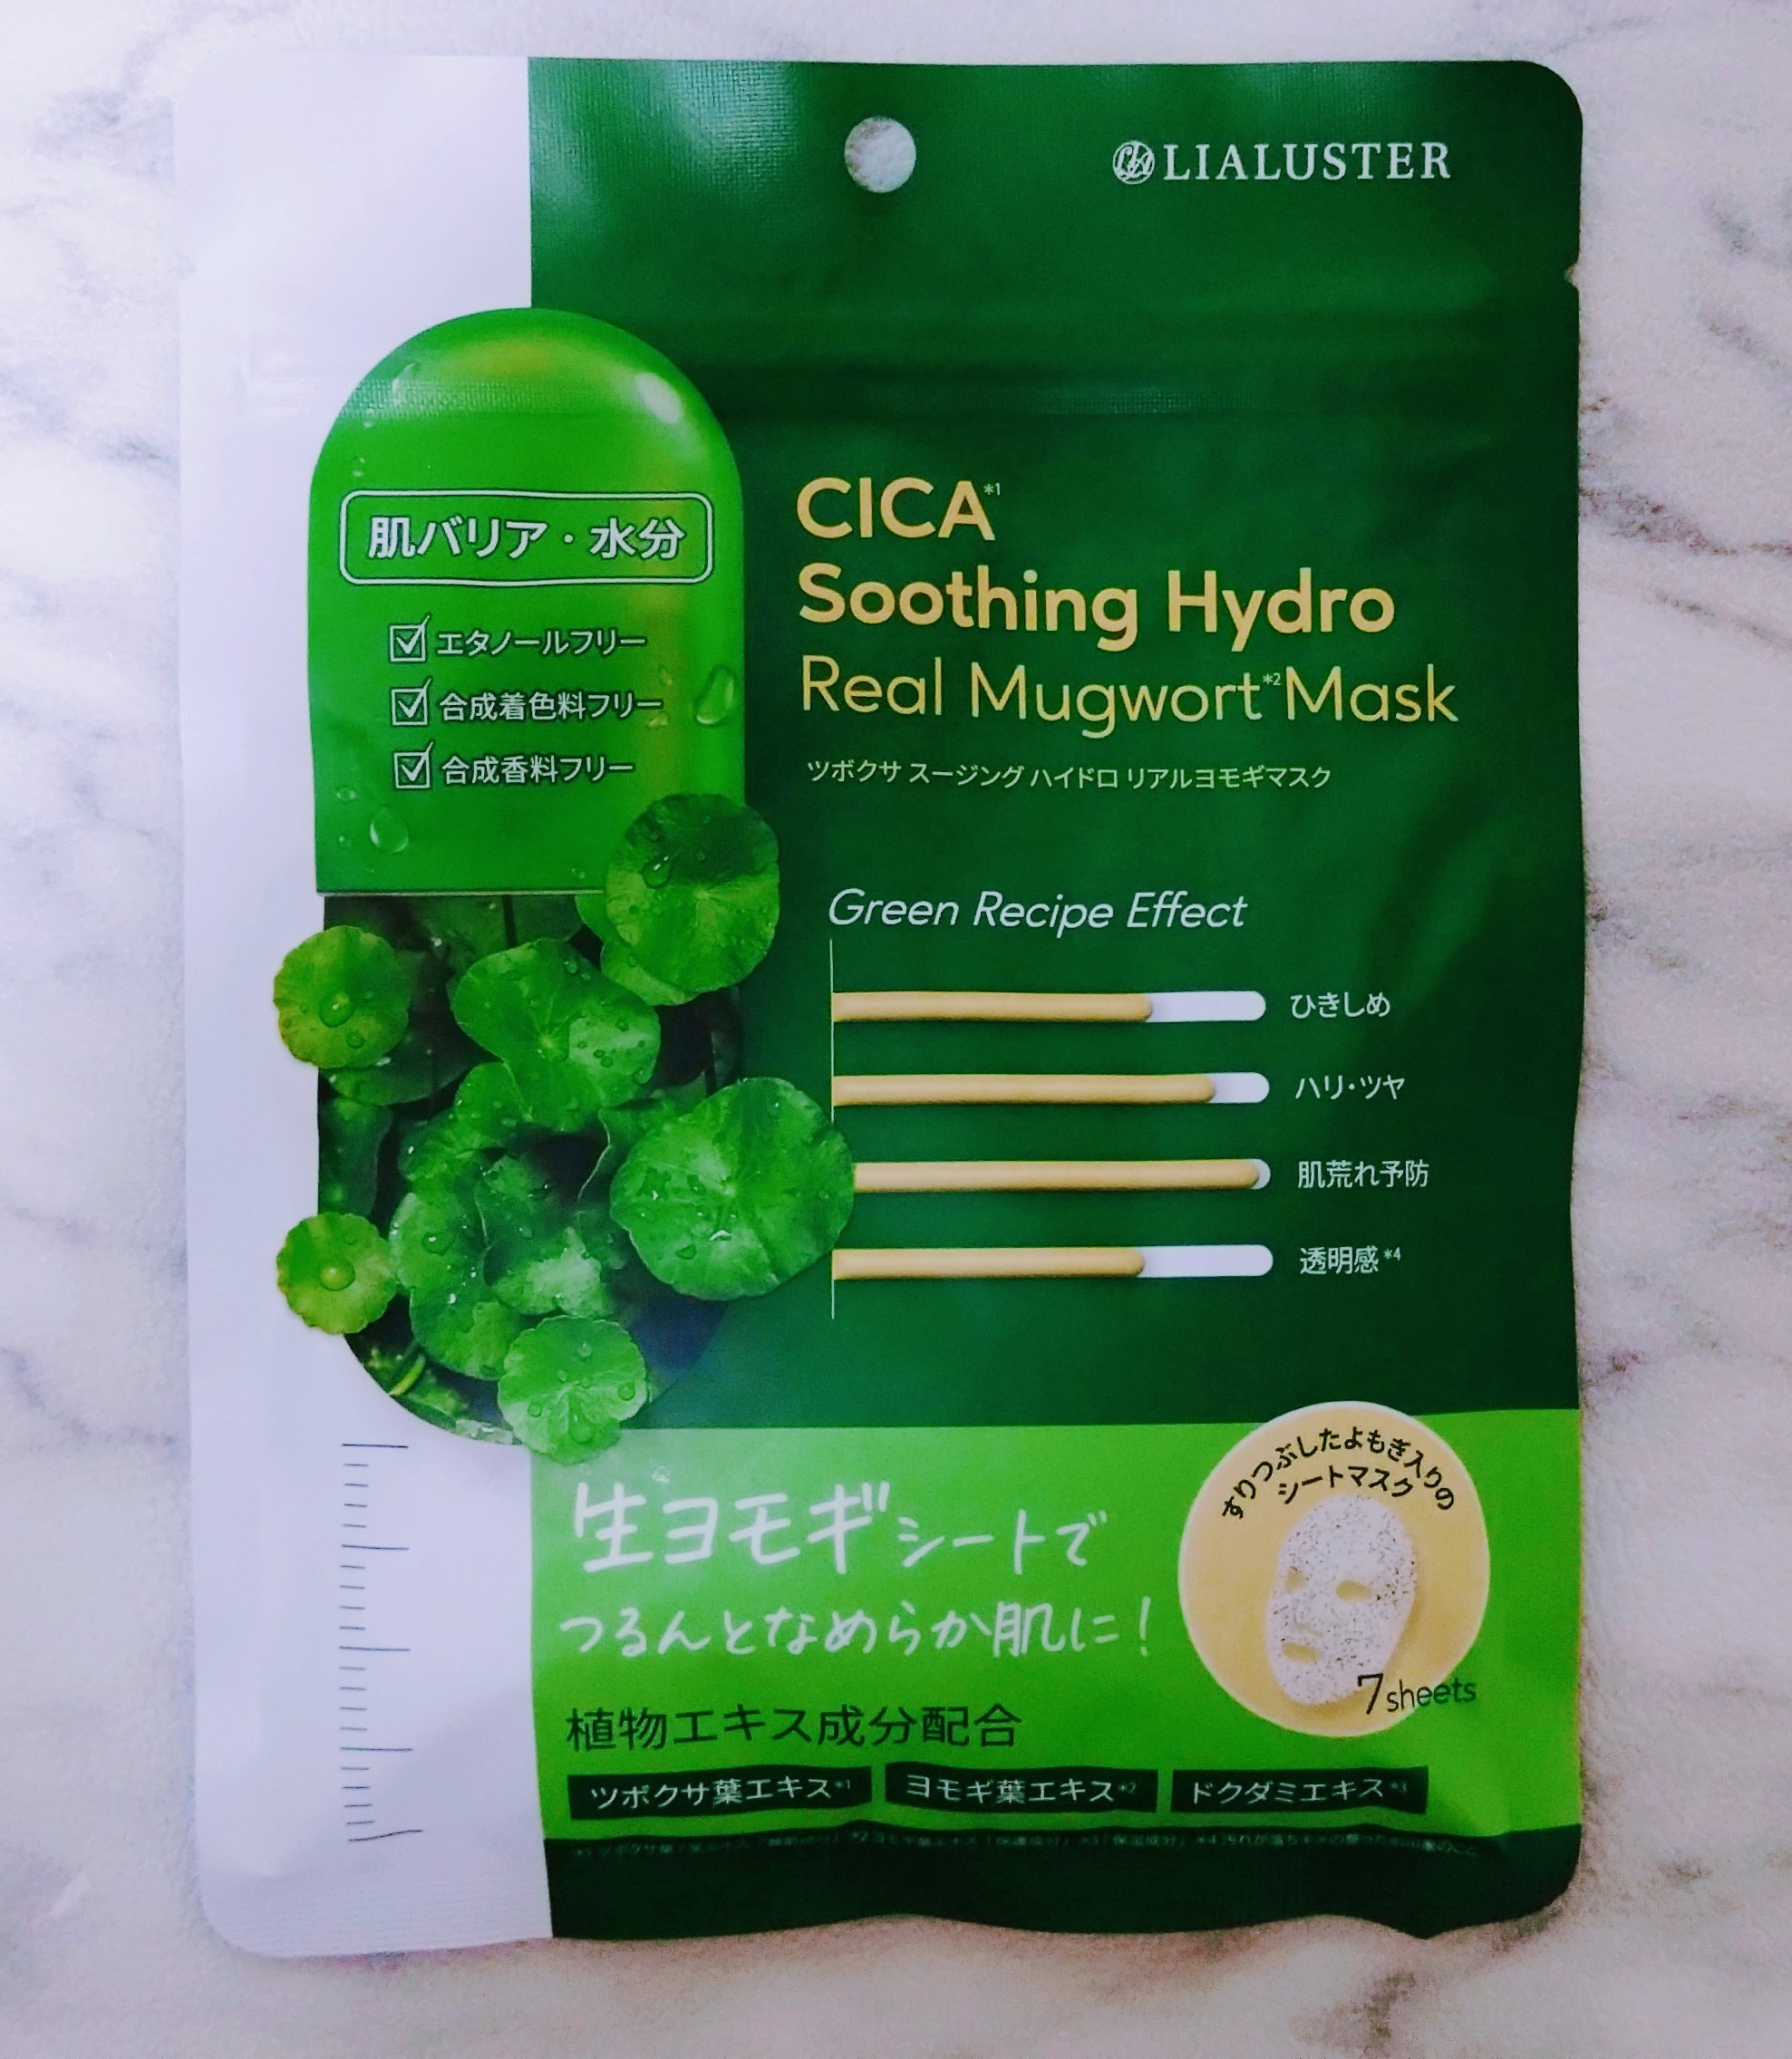 LIALUSTER
肌バリア・水分
エタノールフリー
合成着色料フリー
合成香料フリー
CICA*1
Soothing Hydro
Real Mugwort*2 Mask
ツボクサ スージング ハイドロ リアルヨモギマスク
Green Recipe Effect
ひきしめ
ハリ・ツヤ
肌荒れ予防
透明感*4
すりつぶしたよもぎ入りの
シートマスク
7sheets
生ヨモギシートで
つるんとなめらか肌に!
植物エキス成分配合
ツボクサ葉エキス*1 ヨモギ葉エキス*2 ドクダミエキス*3